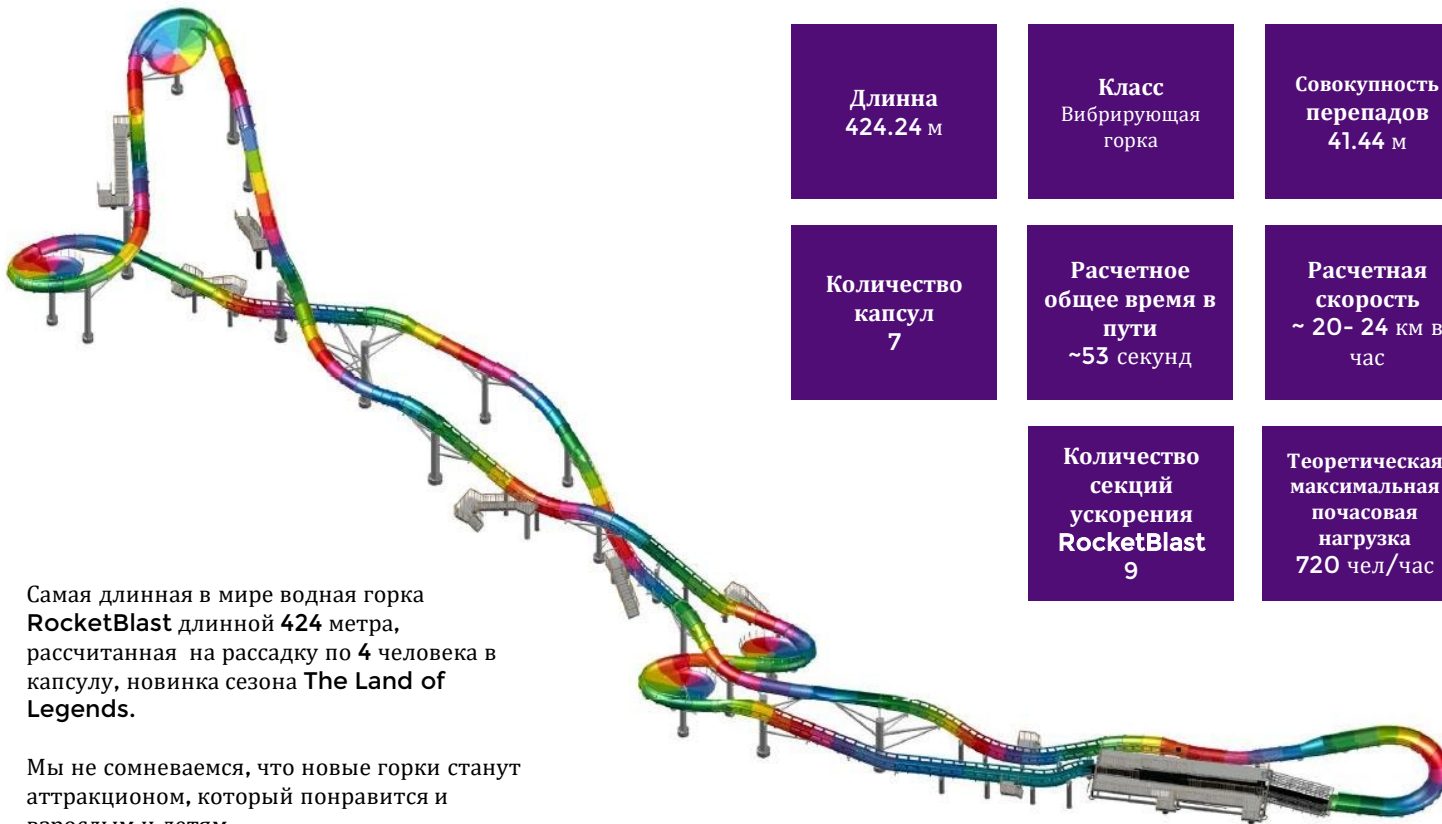 Длинна
424.24 м
Класс
Вибрирующая
горка
Совокупность
перепадов
41.44 м
Количество
капсул
7
Расчетное
общее время в
пути
~53 секунд
Расчетная
скорость
~ 20- 24 км в
час
Количество
секций
ускорения
RocketBlast
9
Теоретическая
максимальная
почасовая
нагрузка
720 чел/час
Самая длинная в мире водная горка
RocketBlast длинной 424 метра,
рассчитанная на рассадку по 4 человека в
капсулу, новинка сезона The Land of
Legends.
Мы не сомневаемся, что новые горки станут
аттракционом, который понравится и